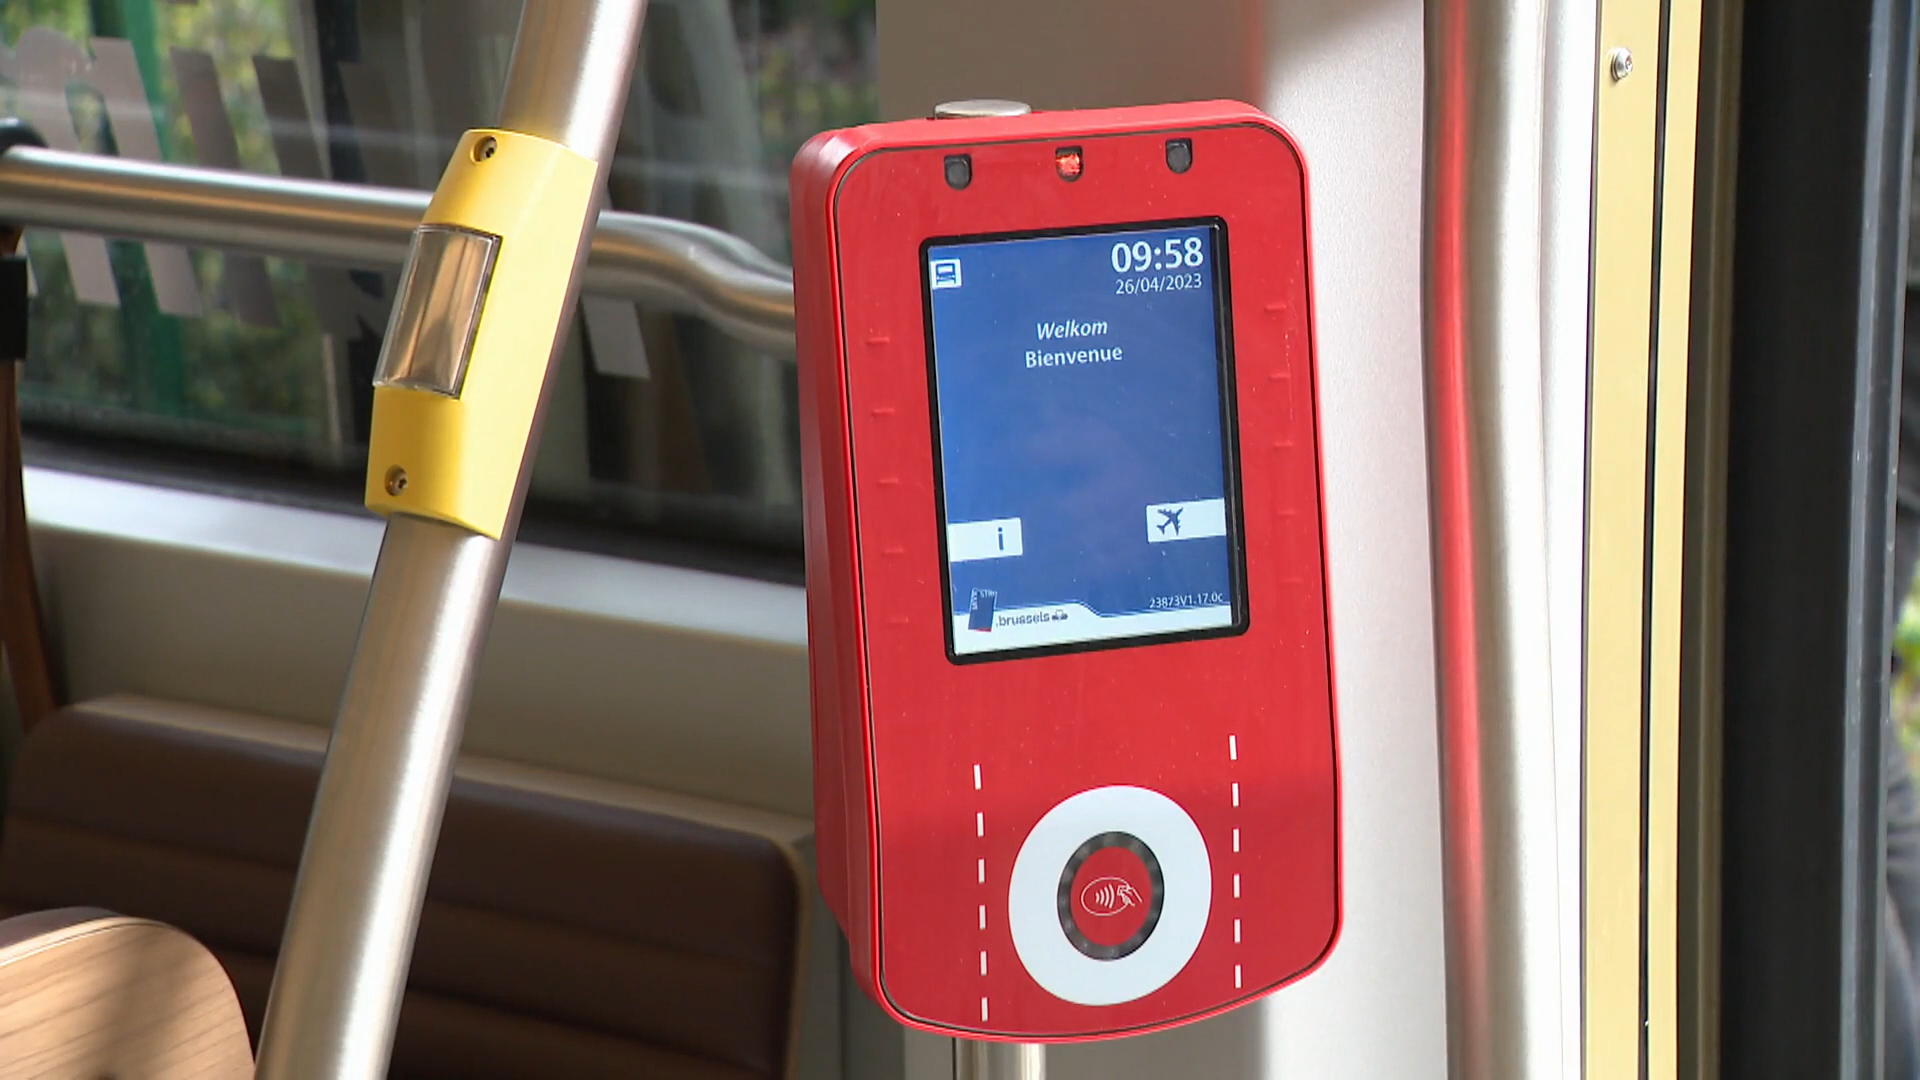 09:58
26/04/2023
Welkom
Bienvenue
i
23873V1.17.0c
.brussels